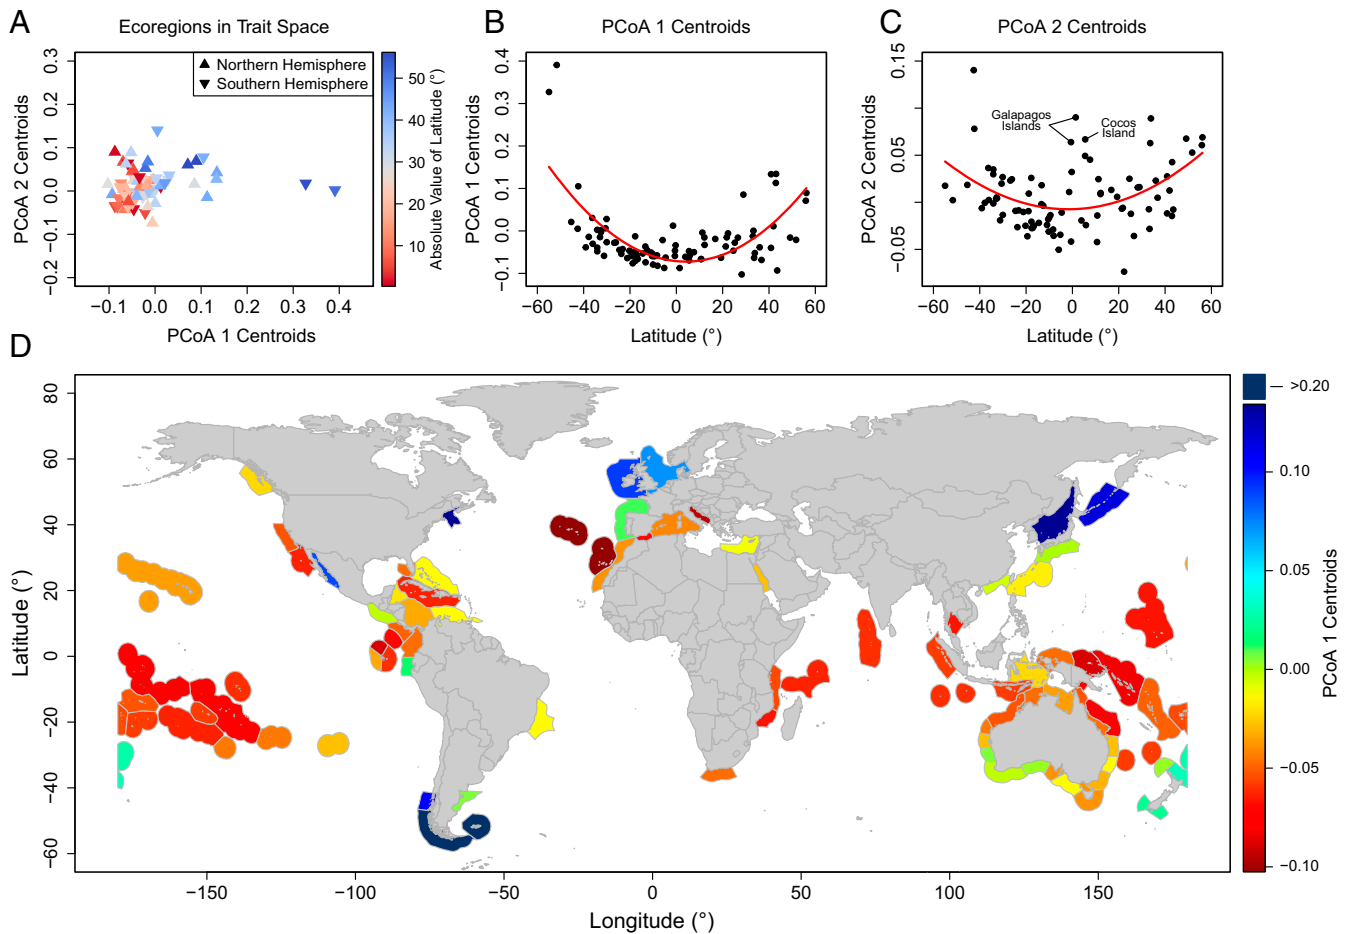 A
Ecoregions in Trait Space
0.3
0.2
0.1
0.0
−0.1
−0.2
PCoA 2 Centroids
Northern Hemisphere
Southern Hemisphere
−0.1 0.0 0.1 0.2 0.3 0.4
PCoA 1 Centroids
50
40
30
20
10
Absolute Value of Latitude (°)
B
PCoA 1 Centroids
0.4
0.3
0.2
0.1
0.0
−0.1
PCoA 1 Centroids
−60 −40 −20 0 20 40 60
Latitude (°)
C
PCoA 2 Centroids
0.15
0.05
−0.05
PCoA 2 Centroids
Galapagos
Islands
Cocos
Island
−60 −40 −20 0 20 40 60
Latitude (°)
D
80
60
40
20
0
−20
−40
−60
Latitude (°)
−150 −100 −50 0 50 100 150
Longitude (°)
>0.20
0.10
0.05
0.00
−0.05
−0.10
PCoA 1 Centroids